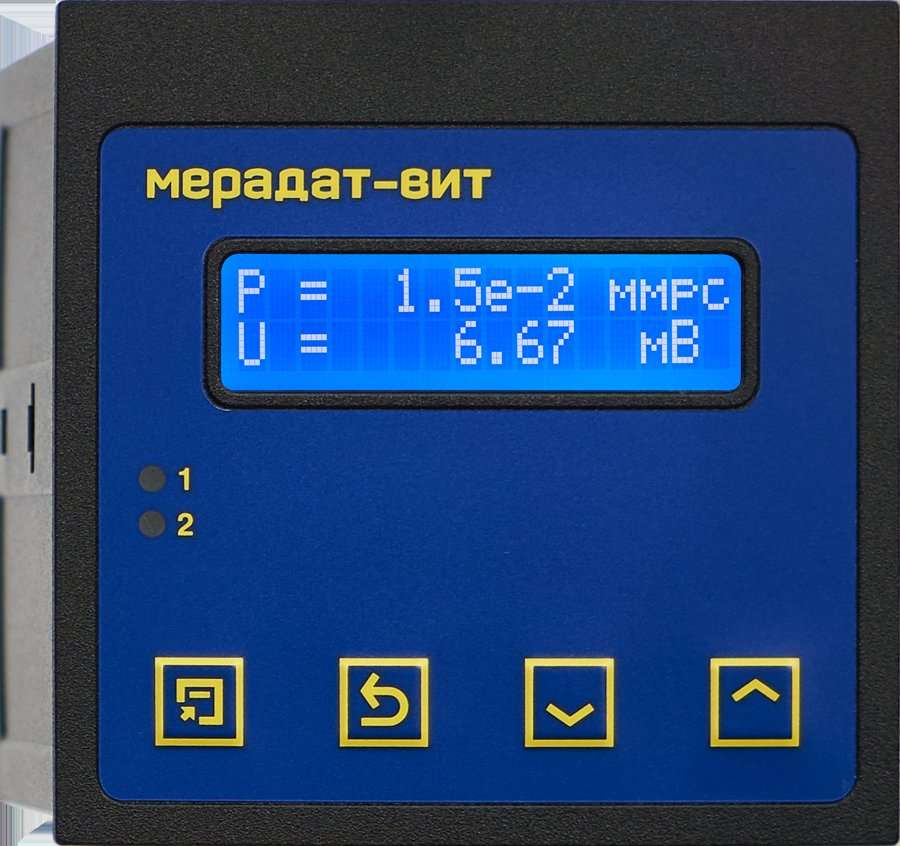 мерадат-вит
P = 1.5e-2 ммрс
U = 6.67 мВ
1
2